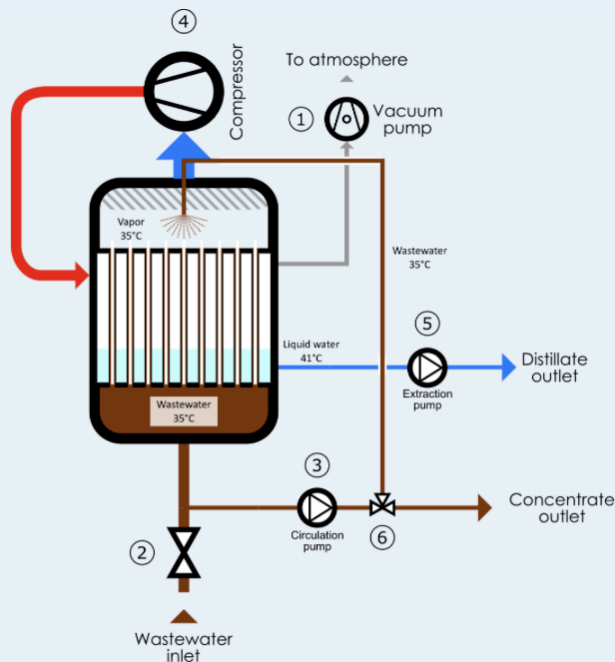 ④
Compressor
To atmosphere
①
Vacuum
pump
Vapor
35°C
Wastewater
35°C
⑤
Liquid water
41°C
Distillate
outlet
Extraction
pump
Wastewater
35°C
③
Concentrate
outlet
Circulation
pump
⑥
②
Wastewater
inlet